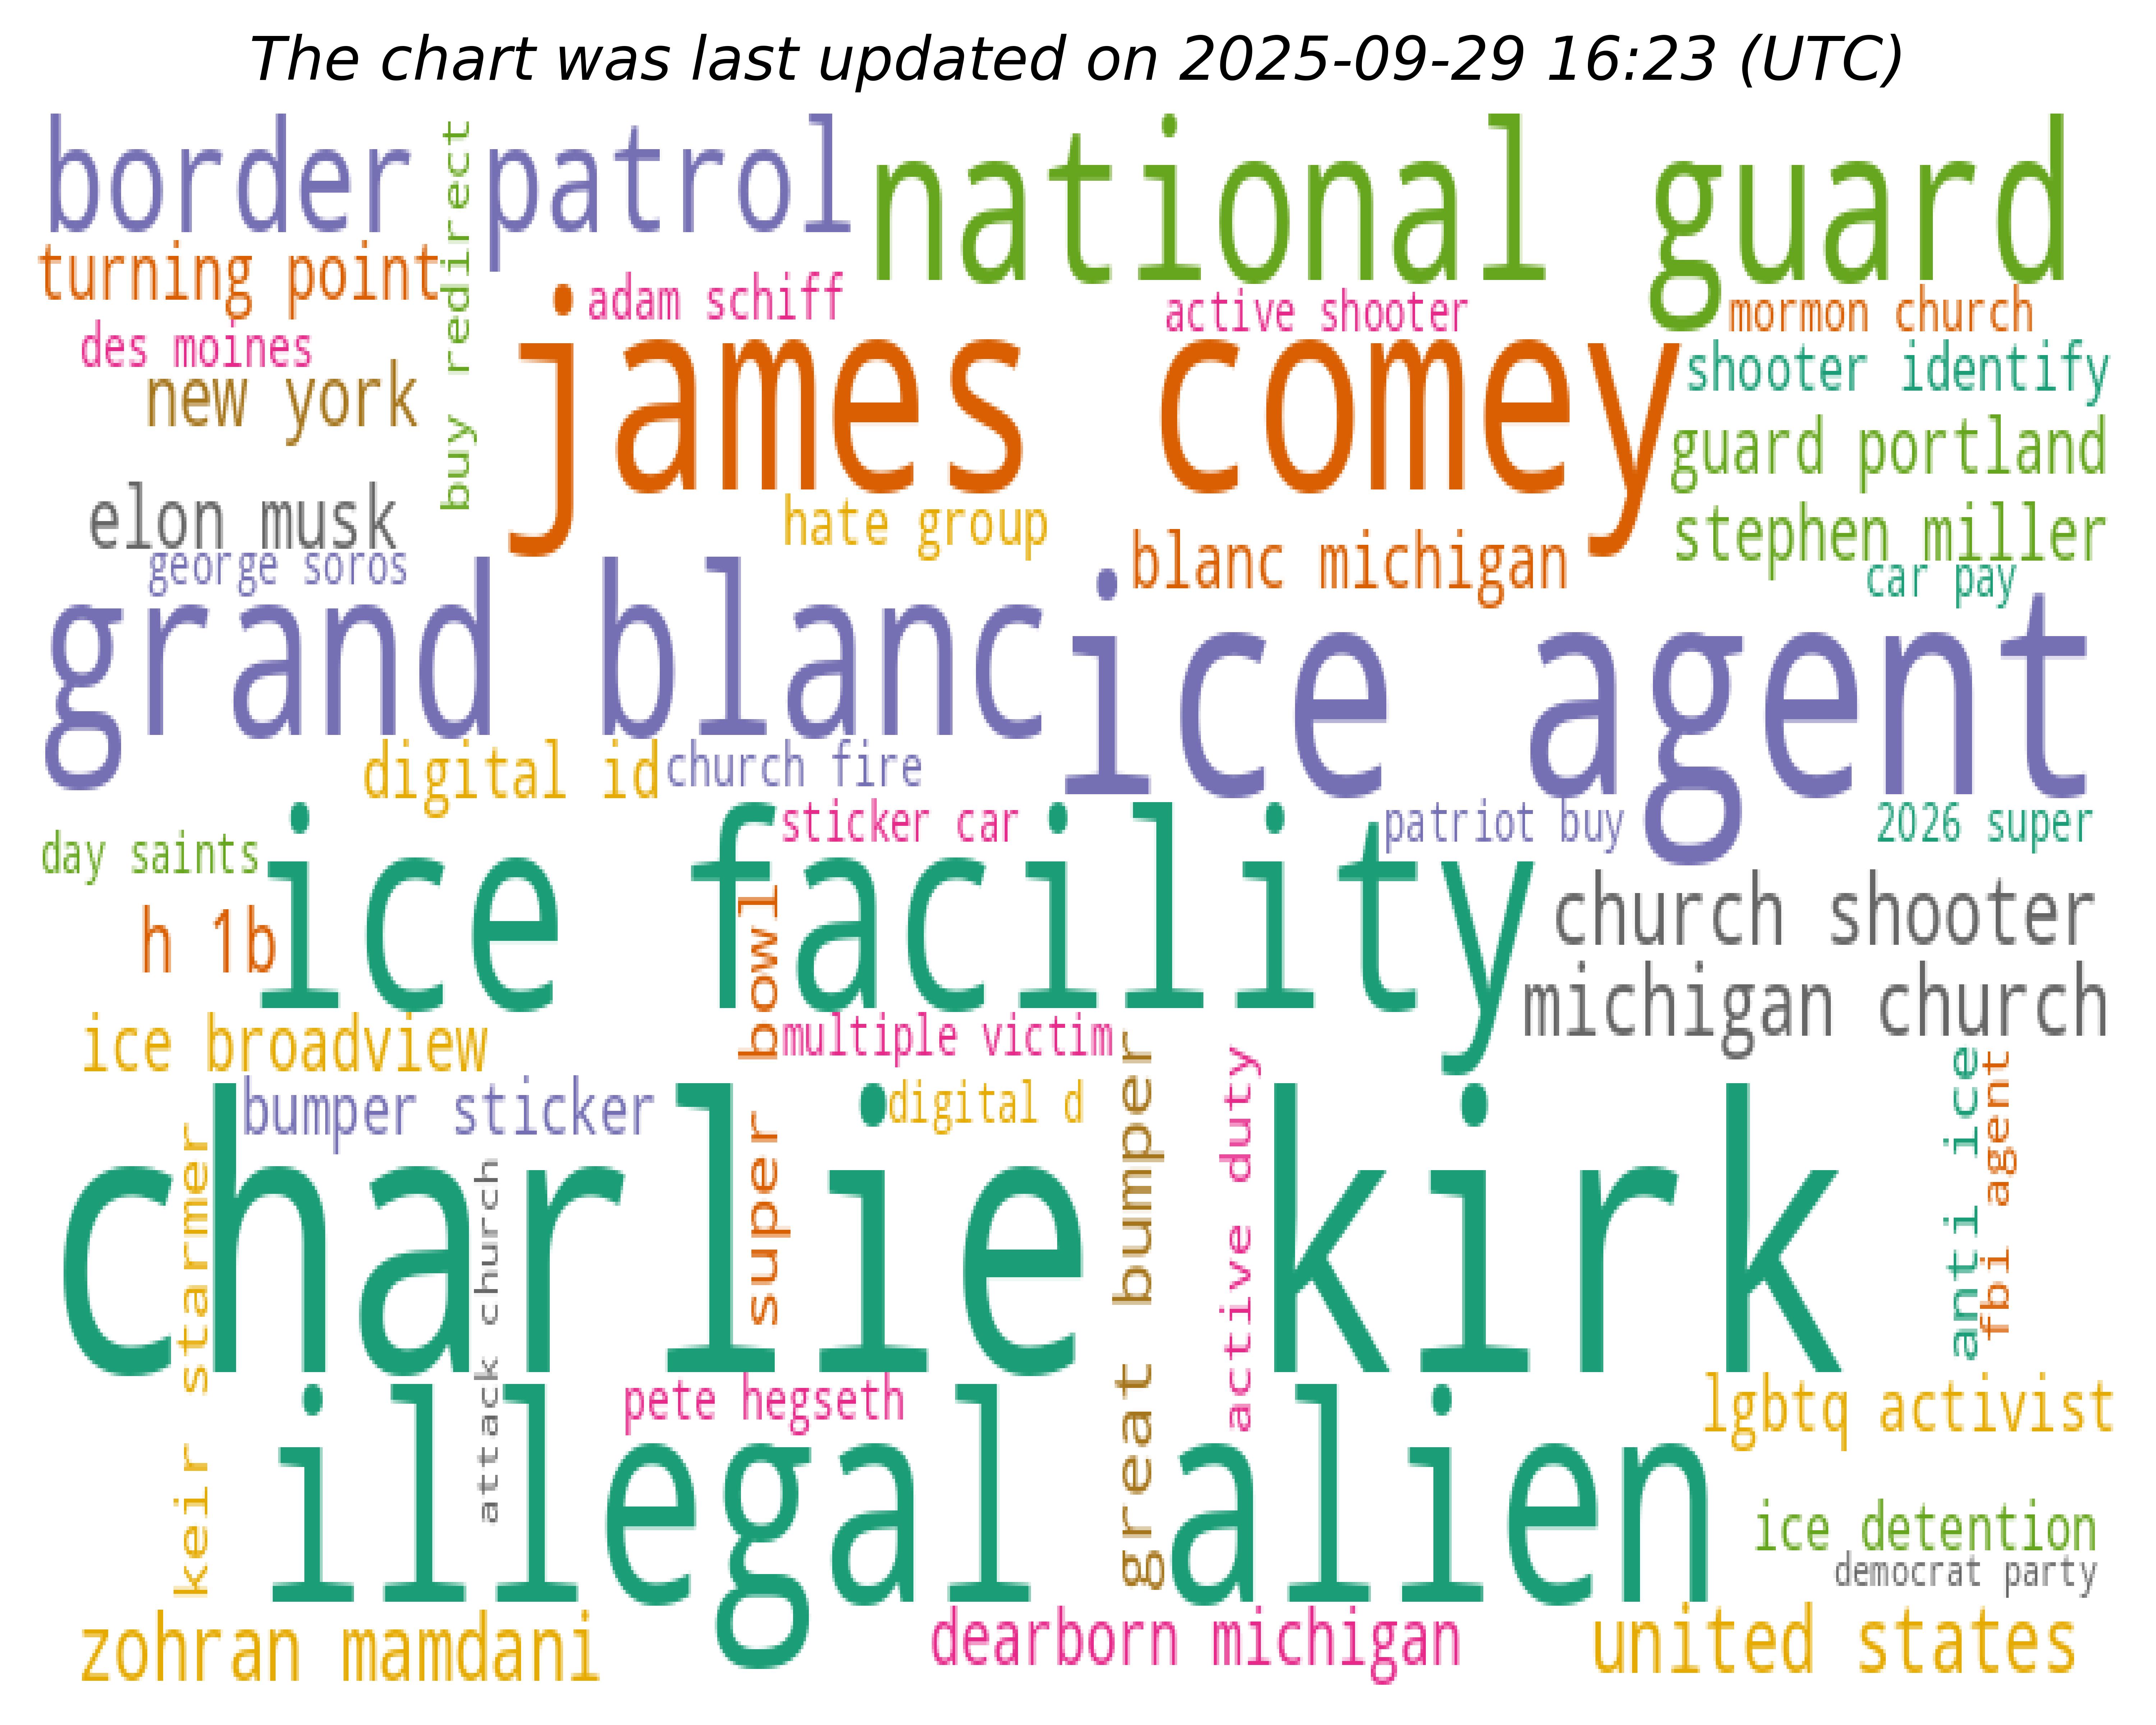 The chart was last updated on 2025-09-29 16:23 (UTC)
border patrol
national guard
buy redirect
turning point
adam schiff
active shooter
mormon church
des moines
james comey
shooter identify
new york
guard portland
elon musk
hate group
stephen miller
george soros
blanc michigan
car pay
grand blanc
ice agent
digital id
church fire
sticker car
patriot buy
2026 super
day saints
ice facility
church shooter
h 1b
super bowl
michigan church
ice broadview
multiple victim
great bumper
active duty
anti ice
fbi agent
bumper sticker
digital d
charlie kirk
keir starmer
attack church
pete hegseth
lgbtq activist
illegal alien
ice detention
democrat party
zohran mamdani
dearborn michigan
united states